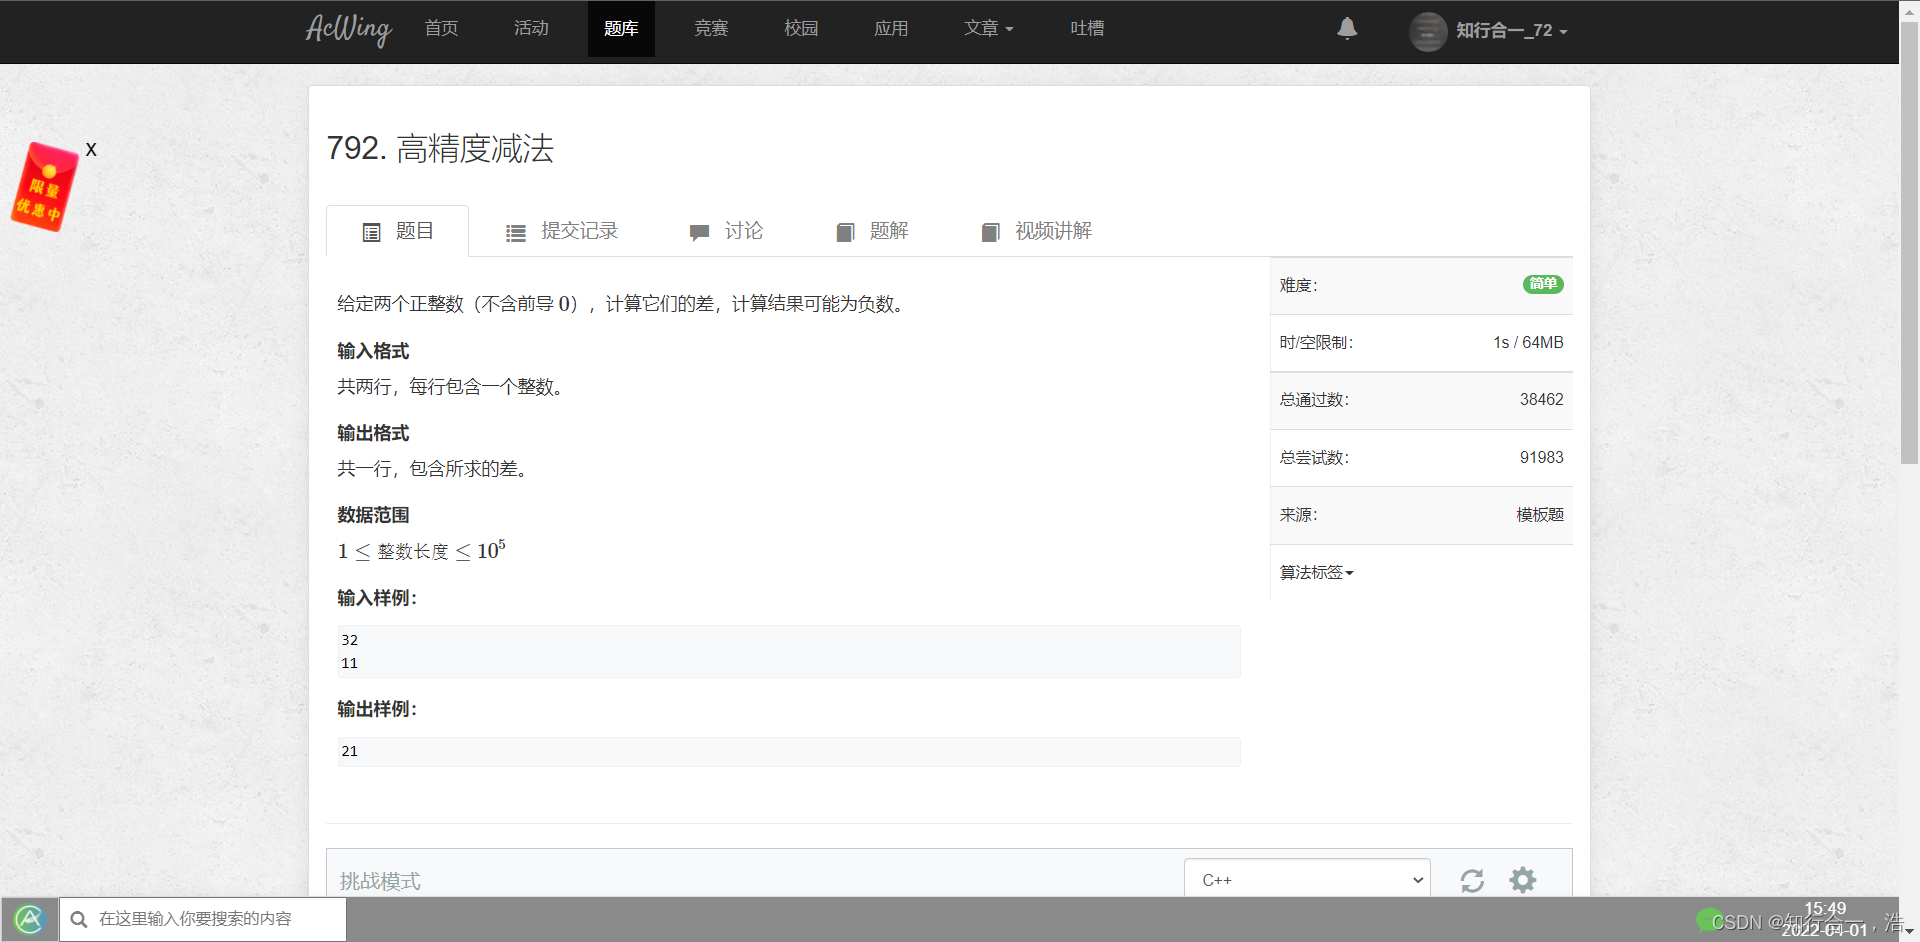 AcWing 首页 活动 题库 竞赛 校园 应用 文章 吐槽 知行合一_72
X
限量
优惠中
792. 高精度减法
题目 提交记录 讨论 题解 视频讲解
给定两个正整数（不含前导 0），计算它们的差，计算结果可能为负数。
输入格式
共两行，每行包含一个整数。
输出格式
共一行，包含所求的差。
数据范围
1 ≤ 整数长度 ≤ 10^5
输入样例：
32
11
输出样例：
21
难度： 简单
时/空限制： 1s / 64MB
总通过数： 38462
总尝试数： 91983
来源： 模板题
算法标签
挑战模式 C++
在这里输入你要搜索的内容
15:49
2022-04-01
CSDN @知行合一，浩